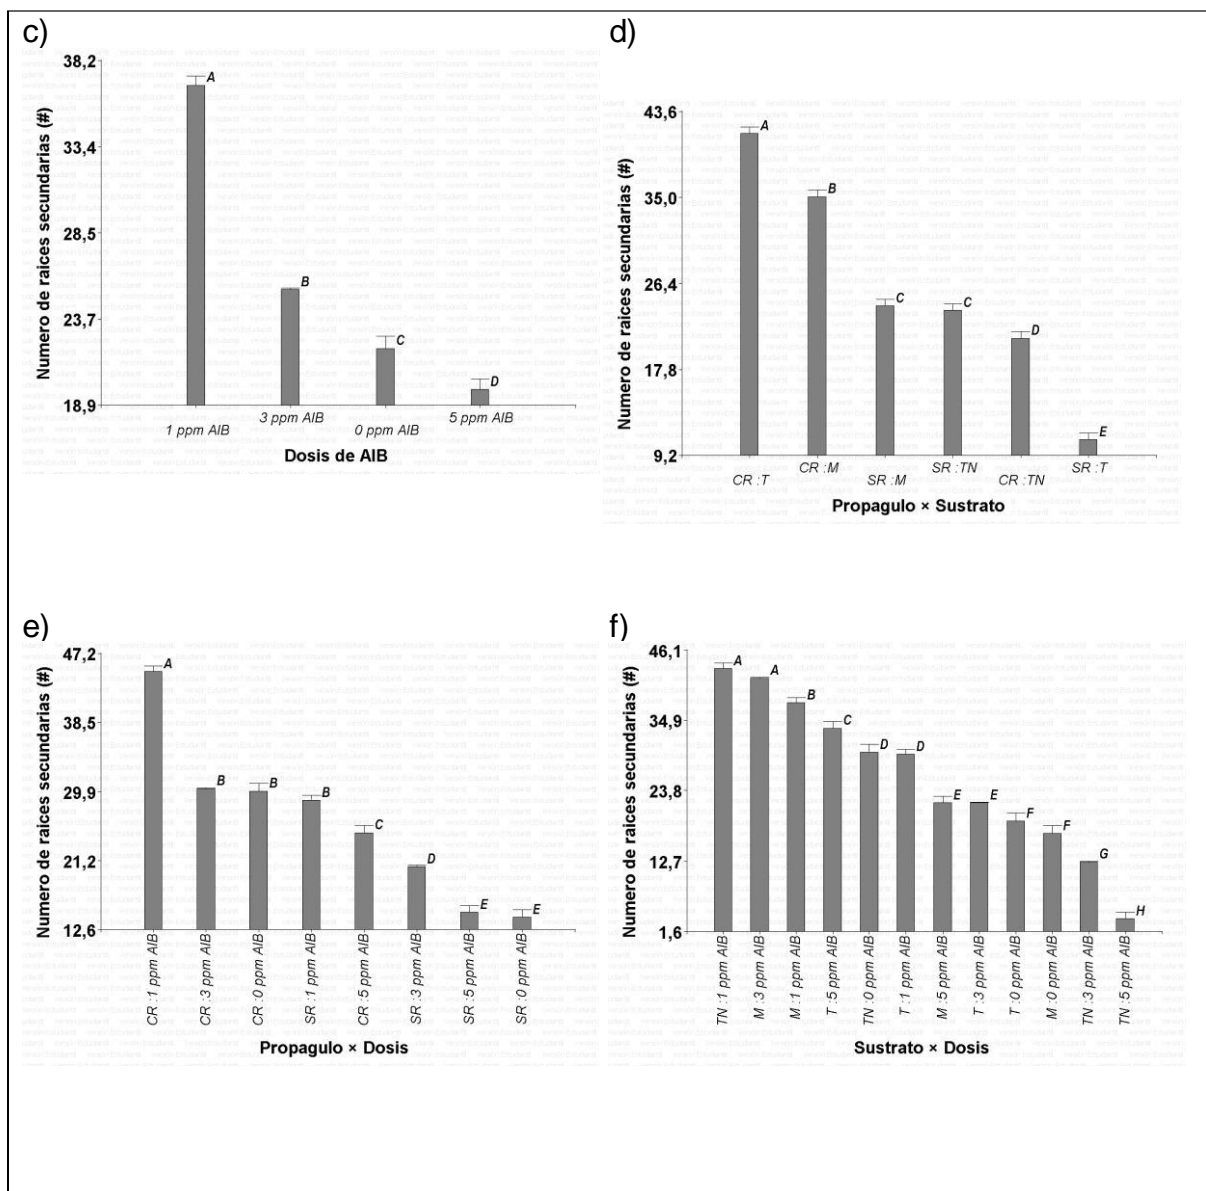 c)
Numero de raices secundarias (#)
38,2
33,4
28,5
23,7
18,9
A
B
C
D
1 ppm AIB
3 ppm AIB
0 ppm AIB
5 ppm AIB
Dosis de AIB
d)
Numero de raices secundarias (#)
43,6
35,0
26,4
17,8
9,2
A
B
C
C
D
E
CR :T
CR :M
SR :M
SR :TN
CR :TN
SR :T
Propagulo × Sustrato
e)
Numero de raices secundarias (#)
47,2
38,5
29,9
21,2
12,6
A
B
B
B
C
D
E
E
CR :1 ppm AIB
CR :3 ppm AIB
CR :0 ppm AIB
SR :1 ppm AIB
CR :5 ppm AIB
SR :3 ppm AIB
SR :5 ppm AIB
SR :0 ppm AIB
Propagulo × Dosis
f)
Numero de raices secundarias (#)
46,1
34,9
23,8
12,7
1,6
A
A
B
C
D
D
E
E
F
F
G
H
TN :1 ppm AIB
M :3 ppm AIB
M :1 ppm AIB
T :5 ppm AIB
TN :0 ppm AIB
T :1 ppm AIB
M :5 ppm AIB
T :3 ppm AIB
T :0 ppm AIB
M :0 ppm AIB
TN :3 ppm AIB
TN :5 ppm AIB
Sustrato × Dosis